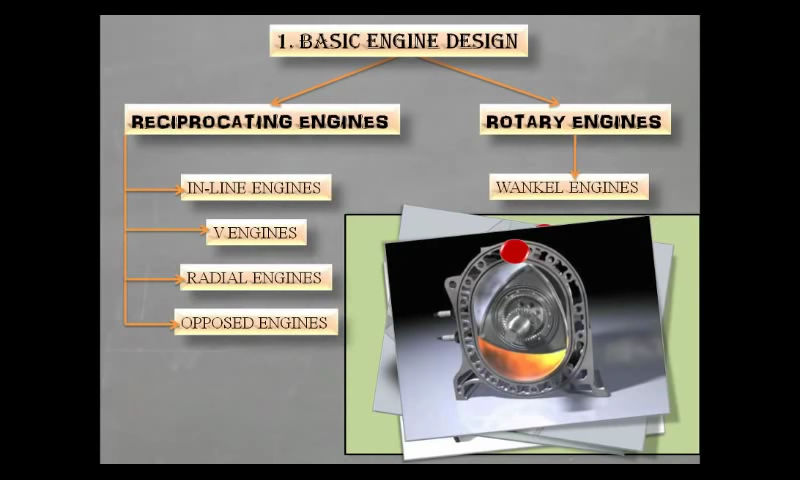 1. BASIC ENGINE DESIGN
RECIPROCATING ENGINES
ROTARY ENGINES
IN-LINE ENGINES
WANKEL ENGINES
V ENGINES
RADIAL ENGINES
OPPOSED ENGINES